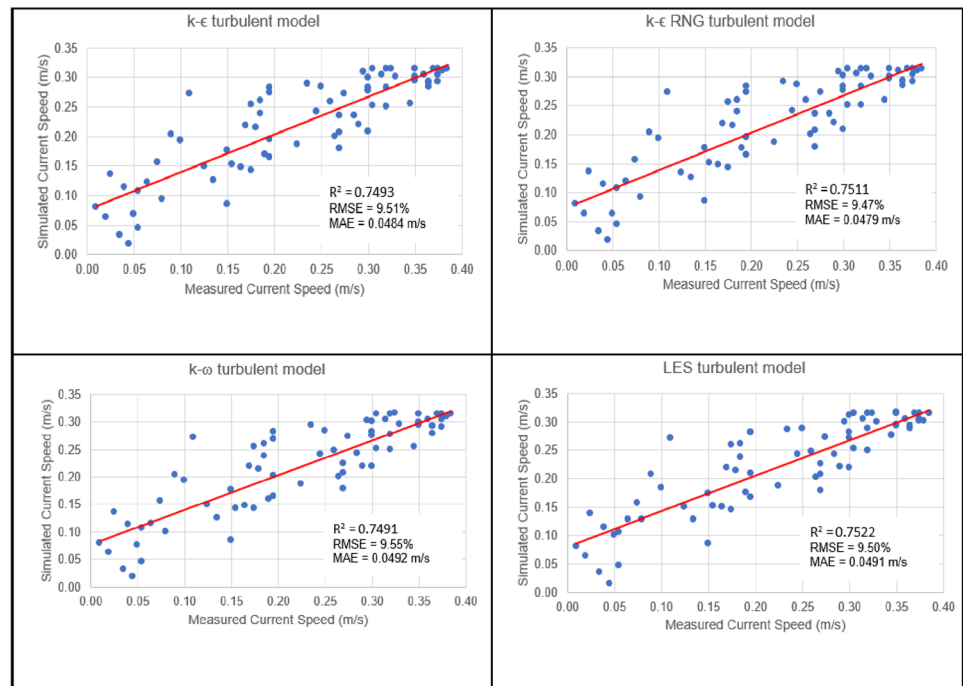 k-ϵ turbulent model
Simulated Current Speed (m/s)
0.35
0.30
0.25
0.20
0.15
0.10
0.05
0.00
R² = 0.7493
RMSE = 9.51%
MAE = 0.0484 m/s
0.00 0.05 0.10 0.15 0.20 0.25 0.30 0.35 0.40
Measured Current Speed (m/s)
k-ϵ RNG turbulent model
Simulated Current Speed (m/s)
0.35
0.30
0.25
0.20
0.15
0.10
0.05
0.00
R² = 0.7511
RMSE = 9.47%
MAE = 0.0479 m/s
0.00 0.05 0.10 0.15 0.20 0.25 0.30 0.35 0.40
Measured Current Speed (m/s)
k-ω turbulent model
Simulated Current Speed (m/s)
0.35
0.30
0.25
0.20
0.15
0.10
0.05
0.00
R² = 0.7491
RMSE = 9.55%
MAE = 0.0492 m/s
0.00 0.05 0.10 0.15 0.20 0.25 0.30 0.35 0.40
Measured Current Speed (m/s)
LES turbulent model
Simulated Current Speed (m/s)
0.35
0.30
0.25
0.20
0.15
0.10
0.05
0.00
R² = 0.7522
RMSE = 9.50%
MAE = 0.0491 m/s
0.00 0.05 0.10 0.15 0.20 0.25 0.30 0.35 0.40
Measured Current Speed (m/s)